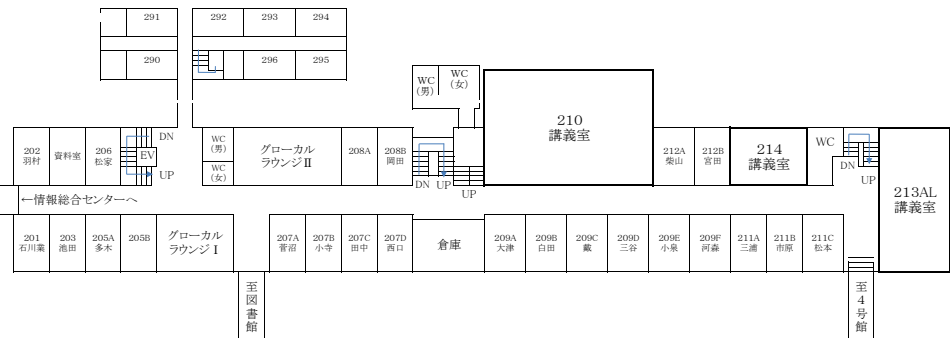 291
292
293
294
290
296
295
WC
(男)
WC
(女)
210
講義室
202
羽村
資料室
206
松家
EV
DN
UP
WC
(男)
WC
(女)
グローカル
ラウンジⅡ
208A
208B
岡田
DN
UP
UP
212A
柴山
212B
宮田
214
講義室
WC
DN
UP
213AL
講義室
←情報総合センターへ
201
石川業
203
池田
205A
多木
205B
グローカル
ラウンジⅠ
207A
菅沼
207B
小寺
207C
田中
207D
西口
倉庫
209A
大津
209B
白田
209C
戴
209D
三谷
209E
小泉
209F
河森
211A
三浦
211B
市原
211C
松本
至図書館
至4号館